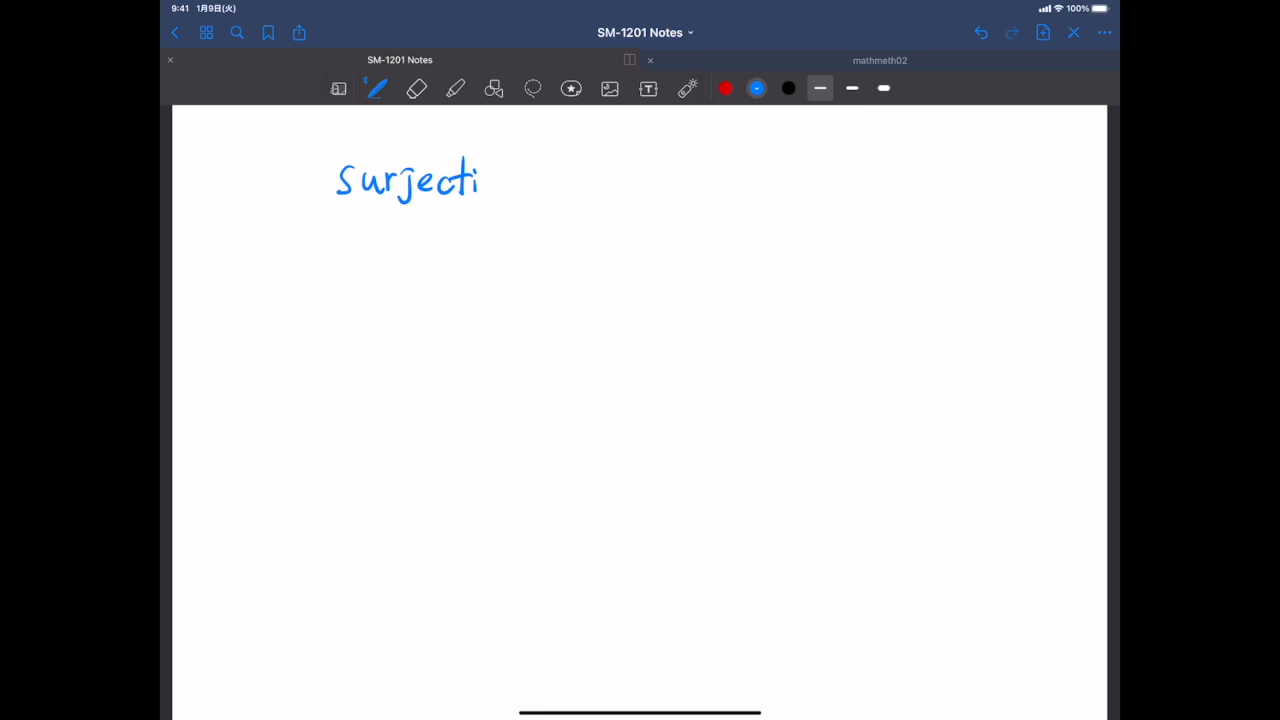 9:41 1月9日(火) 100%
SM-1201 Notes
SM-1201 Notes mathmeth02
surjecti